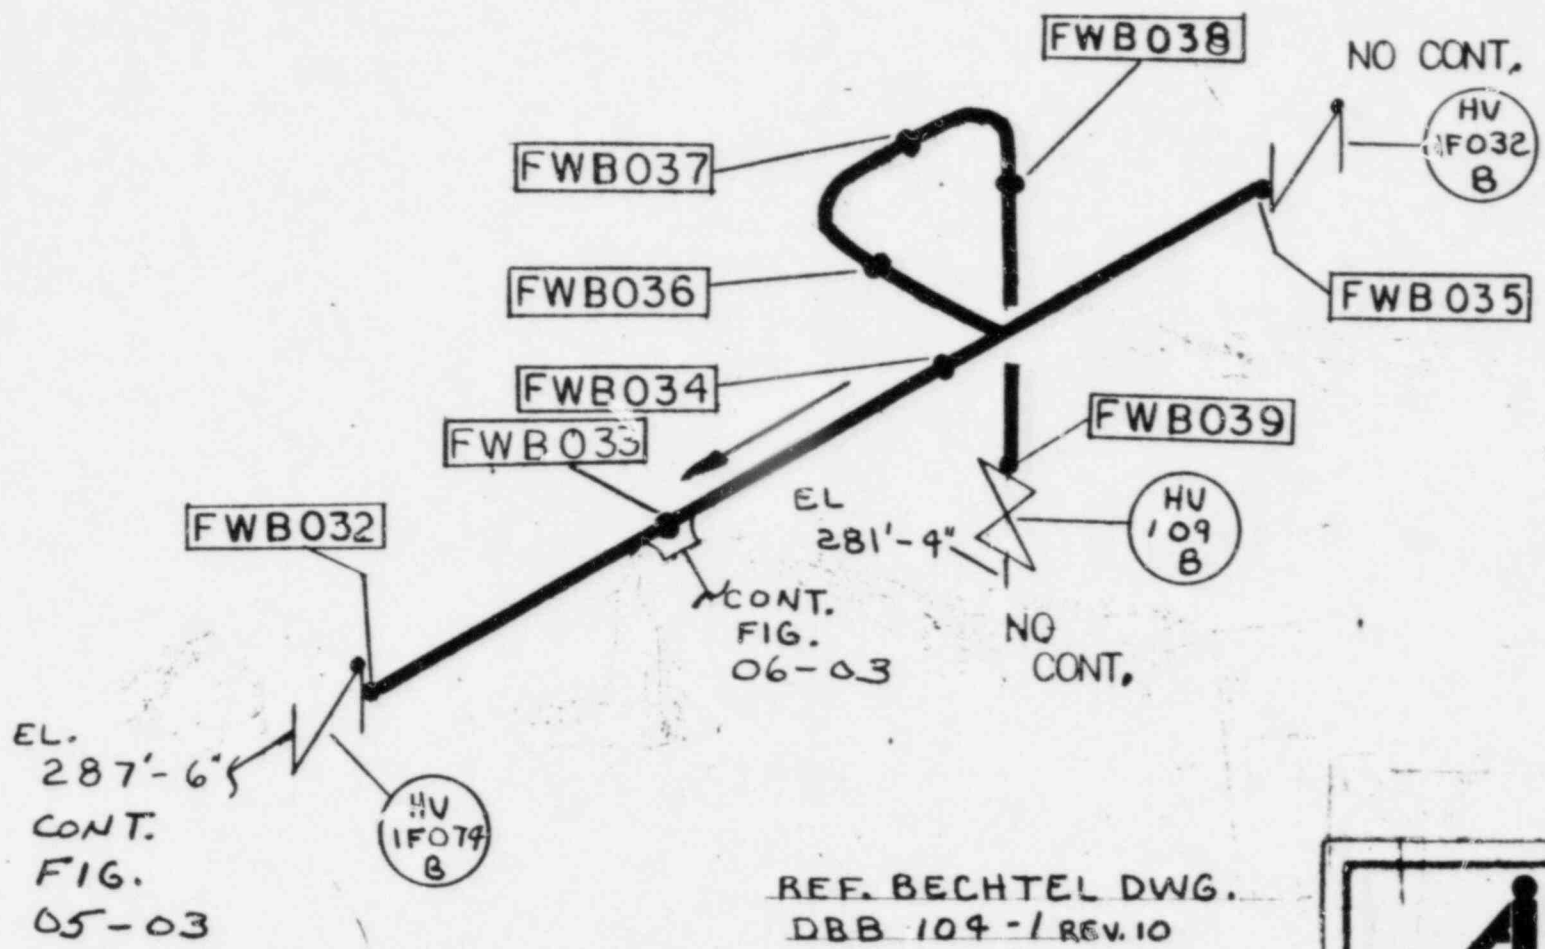 FWB038
NO CONT.
HV
1F032
B
FWB037
FWB036
FWB035
FWB034
FWB033
FWB039
FWB032
EL
281'-4"
HV
109
B
CONT.
FIG.
06-03
NO
CONT.
EL.
287'-6"
CONT.
FIG.
05-03
HV
1F074
B
REF. BECHTEL DWG.
DBB 104-1 REV.10